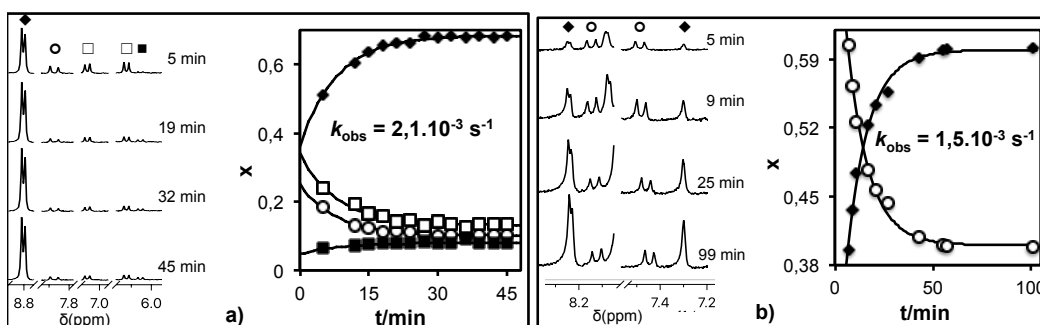 5 min
19 min
32 min
45 min
8.8 7.8 7.0 6.0
δ(ppm)
a)
0,6
0,4
0,2
0
x
k_obs = 2,1.10⁻³ s⁻¹
0 15 30 45
t/min
5 min
9 min
25 min
99 min
8.2 7.4 7.2
δ(ppm)
b)
0,59
0,52
0,45
0,38
x
k_obs = 1,5.10⁻³ s⁻¹
0 50 100
t/min